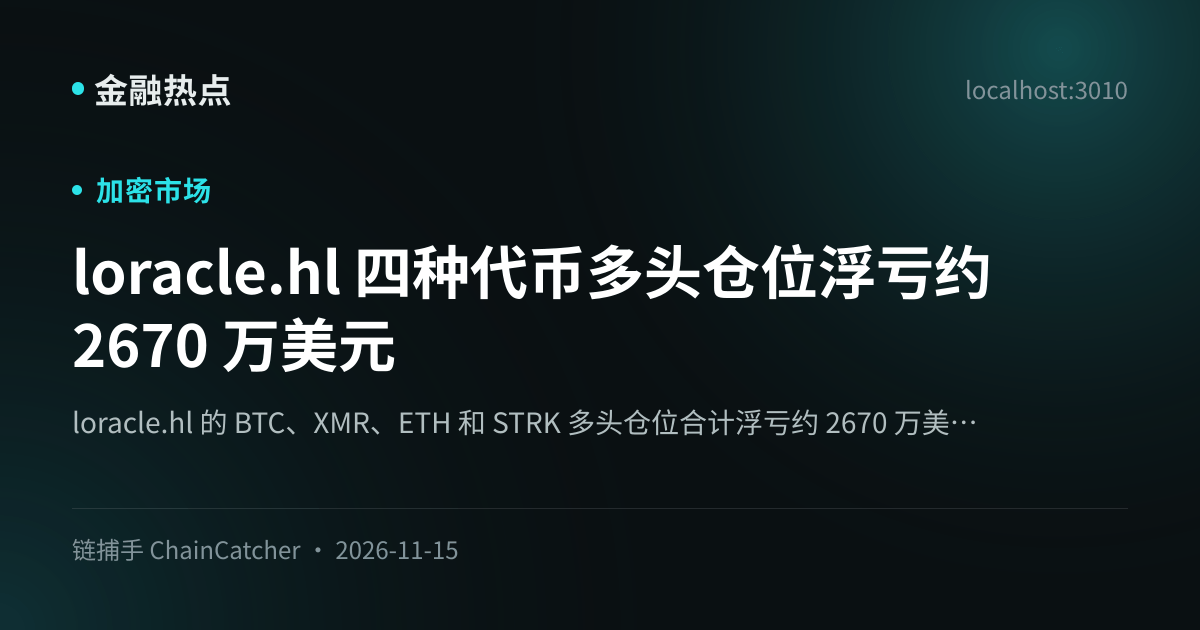 金融热点
localhost:3010
加密市场
loracle.hl 四种代币多头仓位浮亏约
2670 万美元
loracle.hl 的 BTC、XMR、ETH 和 STRK 多头仓位合计浮亏约 2670 万美…
链捕手 ChainCatcher • 2026-11-15